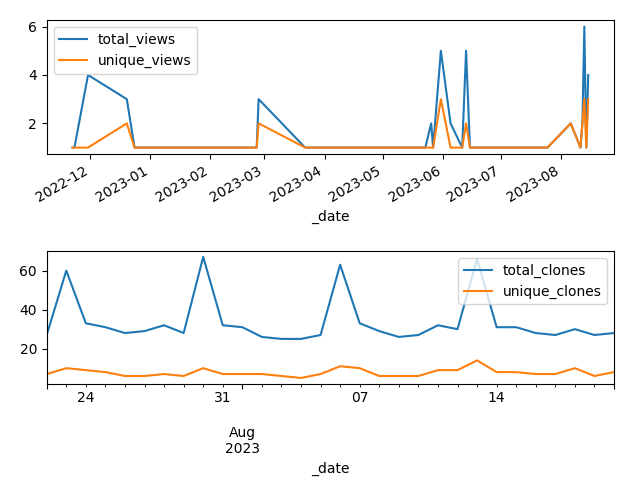 6
4
2
total_views
unique_views
2022-12
2023-01
2023-02
2023-03
2023-04
2023-05
2023-06
2023-07
2023-08
_date
60
40
20
total_clones
unique_clones
24
31
07
14
Aug
2023
_date